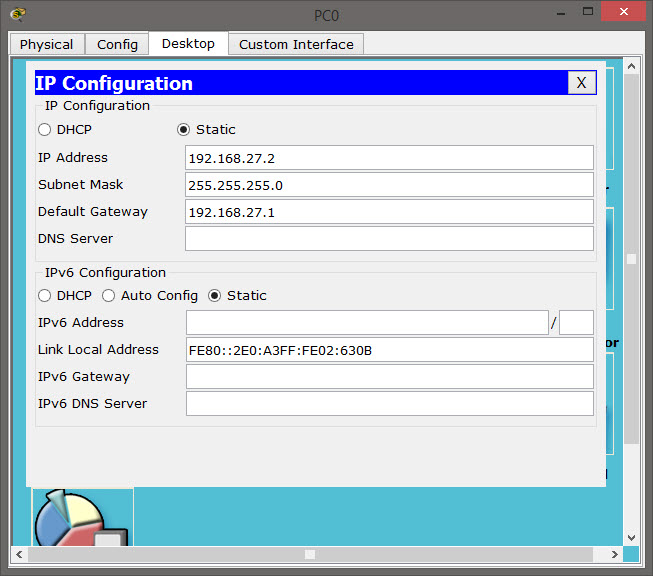 PC0
Physical Config Desktop Custom Interface
IP Configuration X
IP Configuration
DHCP Static
IP Address 192.168.27.2
Subnet Mask 255.255.255.0
Default Gateway 192.168.27.1
DNS Server
IPv6 Configuration
DHCP Auto Config Static
IPv6 Address /
Link Local Address FE80::2E0:A3FF:FE02:630B
IPv6 Gateway
IPv6 DNS Server